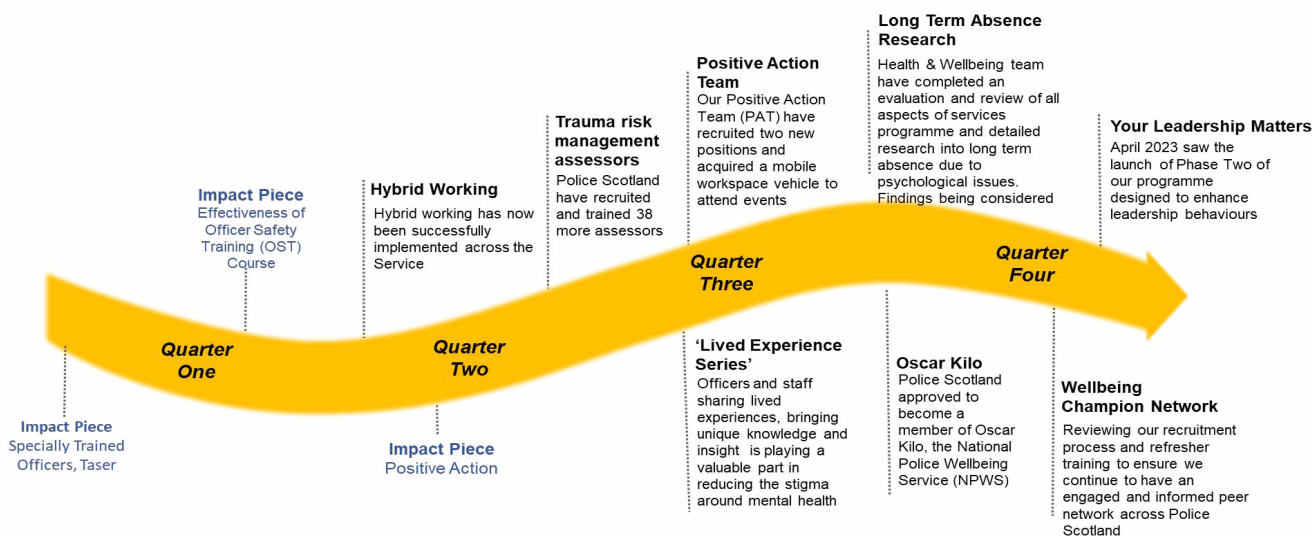 Impact Piece
Specially Trained
Officers, Taser
Impact Piece
Effectiveness of
Officer Safety
Training (OST)
Course
Quarter
One
Hybrid Working
Hybrid working has now
been successfully
implemented across the
Service
Quarter
Two
Impact Piece
Positive Action
Trauma risk
management
assessors
Police Scotland
have recruited
and trained 38
more assessors
Positive Action
Team
Our Positive Action
Team (PAT) have
recruited two new
positions and
acquired a mobile
workspace vehicle to
attend events
Quarter
Three
‘Lived Experience
Series’
Officers and staff
sharing lived
experiences, bringing
unique knowledge and
insight is playing a
valuable part in
reducing the stigma
around mental health
Long Term Absence
Research
Health & Wellbeing team
have completed an
evaluation and review of all
aspects of services
programme and detailed
research into long term
absence due to
psychological issues.
Findings being considered
Oscar Kilo
Police Scotland
approved to
become a
member of Oscar
Kilo, the National
Police Wellbeing
Service (NPWS)
Quarter
Four
Your Leadership Matters
April 2023 saw the
launch of Phase Two of
our programme
designed to enhance
leadership behaviours
Wellbeing
Champion Network
Reviewing our recruitment
process and refresher
training to ensure we
continue to have an
engaged and informed peer
network across Police
Scotland